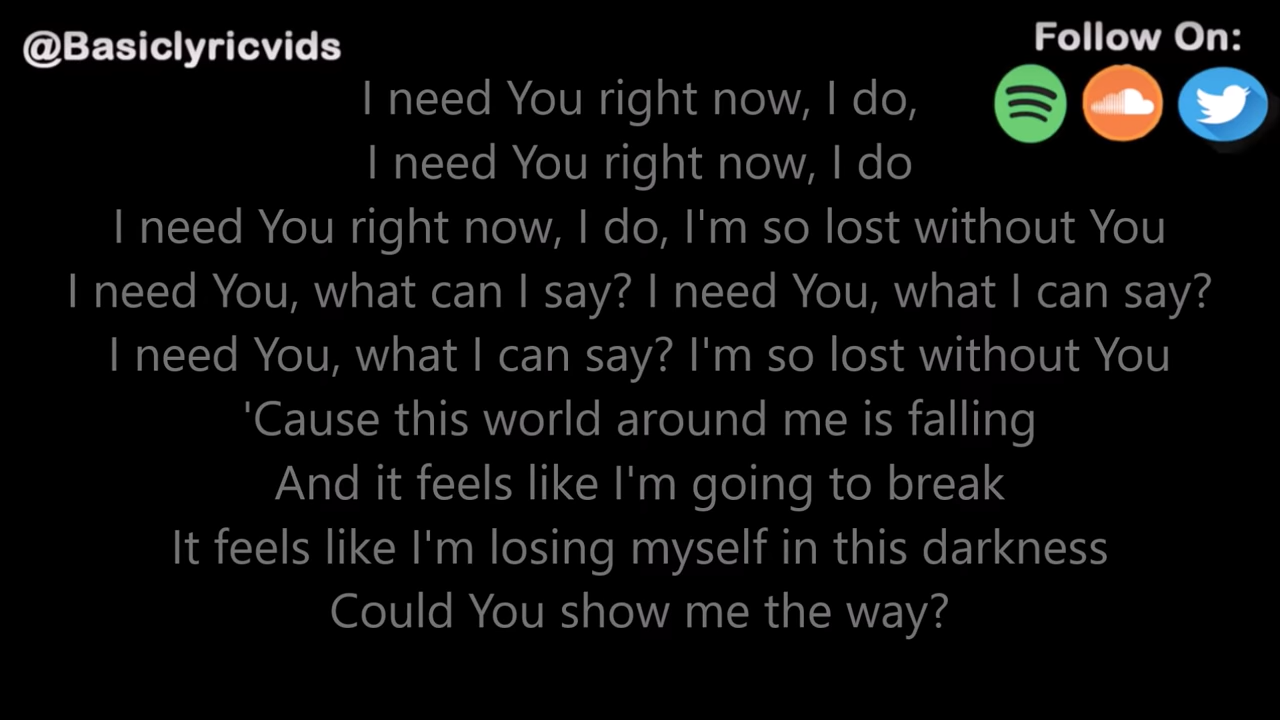 @Basiclyricvids
Follow On:
I need You right now, I do,
I need You right now, I do
I need You right now, I do, I'm so lost without You
I need You, what can I say? I need You, what I can say?
I need You, what I can say? I'm so lost without You
'Cause this world around me is falling
And it feels like I'm going to break
It feels like I'm losing myself in this darkness
Could You show me the way?